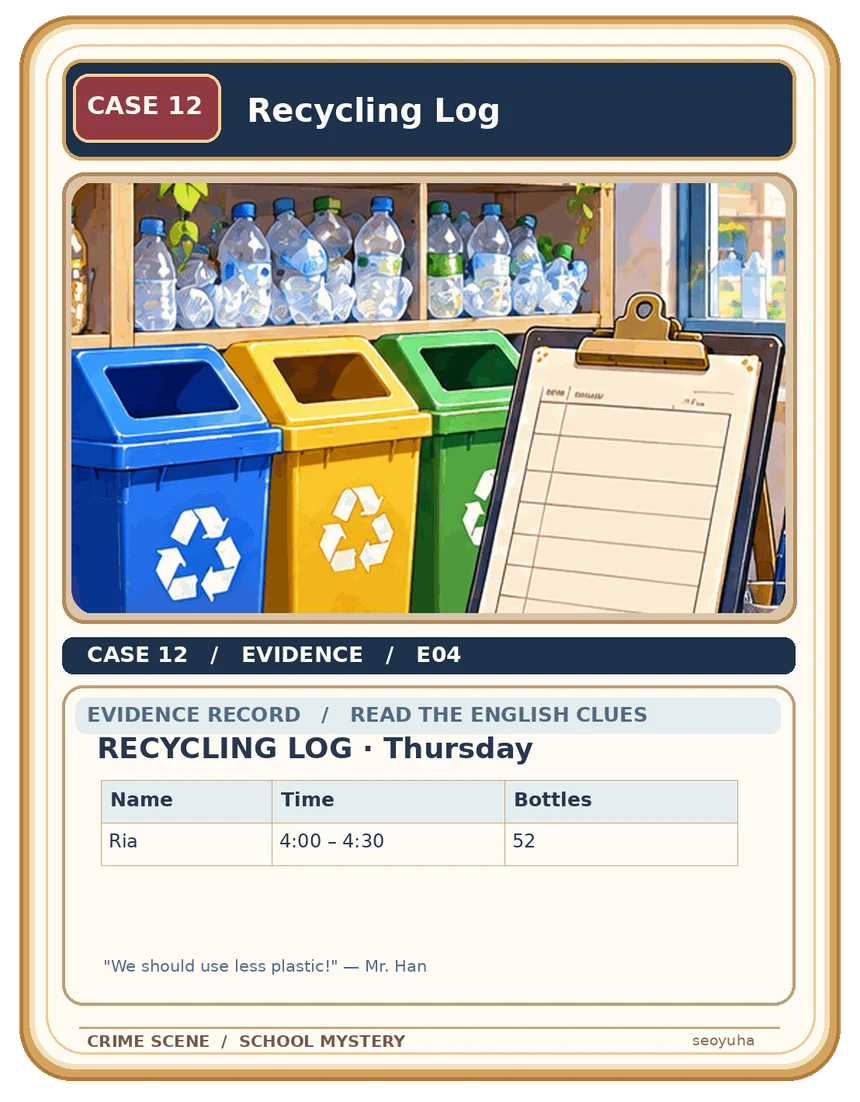 CASE 12 Recycling Log
CASE 12 / EVIDENCE / E04
EVIDENCE RECORD / READ THE ENGLISH CLUES
RECYCLING LOG · Thursday
Name Time Bottles
Ria 4:00 – 4:30 52
"We should use less plastic!" — Mr. Han
CRIME SCENE / SCHOOL MYSTERY seoyuha